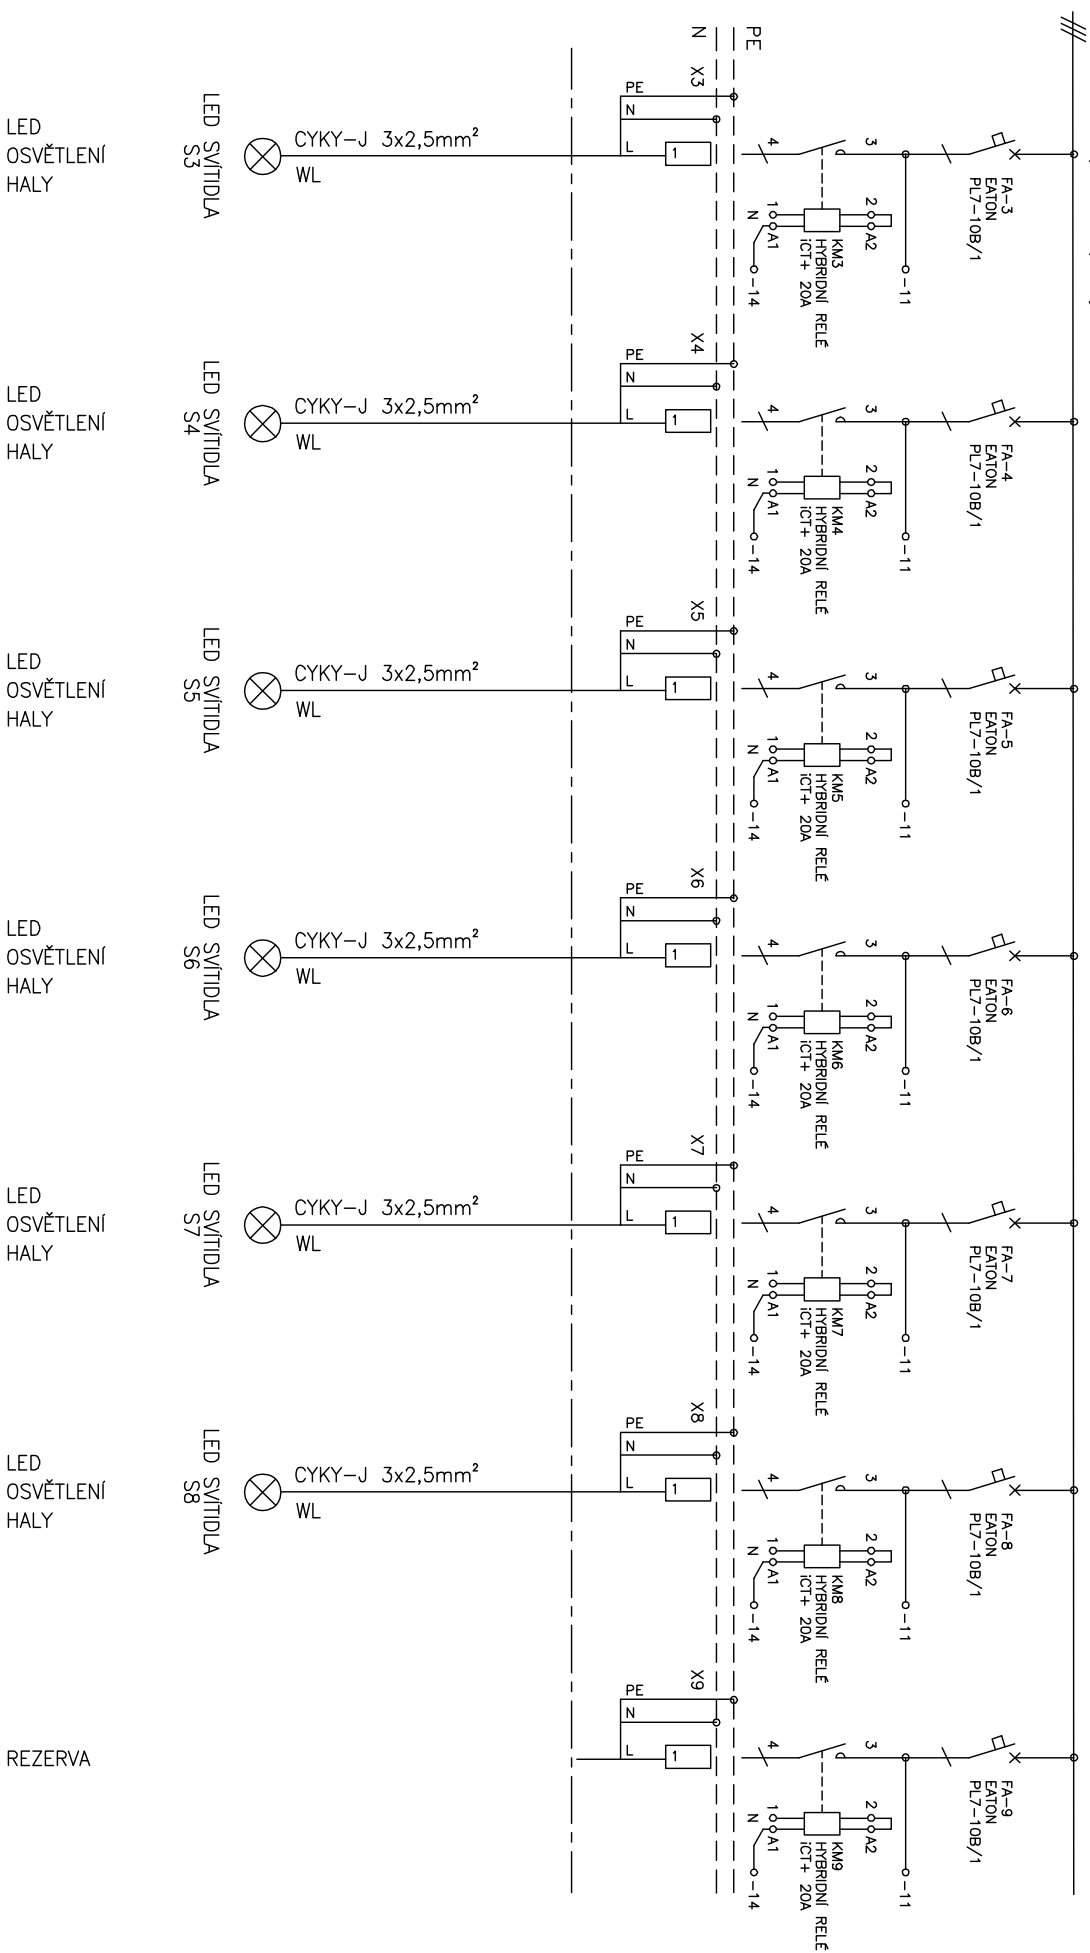 N
PE
X3
PE
N
L
1
4
3
FA-3
EATON
PL7-10B/1
2
A2
1
A1
N
KM3
HYBRIDNÍ RELÉ
iCT+ 20A
-11
-14
CYKY-J 3x2,5mm²
WL
LED SVÍTIDLA
S3
LED
OSVĚTLENÍ
HALY
X4
PE
N
L
1
4
3
FA-4
EATON
PL7-10B/1
2
A2
1
A1
N
KM4
HYBRIDNÍ RELÉ
iCT+ 20A
-11
-14
CYKY-J 3x2,5mm²
WL
LED SVÍTIDLA
S4
LED
OSVĚTLENÍ
HALY
X5
PE
N
L
1
4
3
FA-5
EATON
PL7-10B/1
2
A2
1
A1
N
KM5
HYBRIDNÍ RELÉ
iCT+ 20A
-11
-14
CYKY-J 3x2,5mm²
WL
LED SVÍTIDLA
S5
LED
OSVĚTLENÍ
HALY
X6
PE
N
L
1
4
3
FA-6
EATON
PL7-10B/1
2
A2
1
A1
N
KM6
HYBRIDNÍ RELÉ
iCT+ 20A
-11
-14
CYKY-J 3x2,5mm²
WL
LED SVÍTIDLA
S6
LED
OSVĚTLENÍ
HALY
X7
PE
N
L
1
4
3
FA-7
EATON
PL7-10B/1
2
A2
1
A1
N
KM7
HYBRIDNÍ RELÉ
iCT+ 20A
-11
-14
CYKY-J 3x2,5mm²
WL
LED SVÍTIDLA
S7
LED
OSVĚTLENÍ
HALY
X8
PE
N
L
1
4
3
FA-8
EATON
PL7-10B/1
2
A2
1
A1
N
KM8
HYBRIDNÍ RELÉ
iCT+ 20A
-11
-14
CYKY-J 3x2,5mm²
WL
LED SVÍTIDLA
S8
LED
OSVĚTLENÍ
HALY
X9
PE
N
L
1
4
3
FA-9
EATON
PL7-10B/1
2
A2
1
A1
N
KM9
HYBRIDNÍ RELÉ
iCT+ 20A
-11
-14
REZERVA